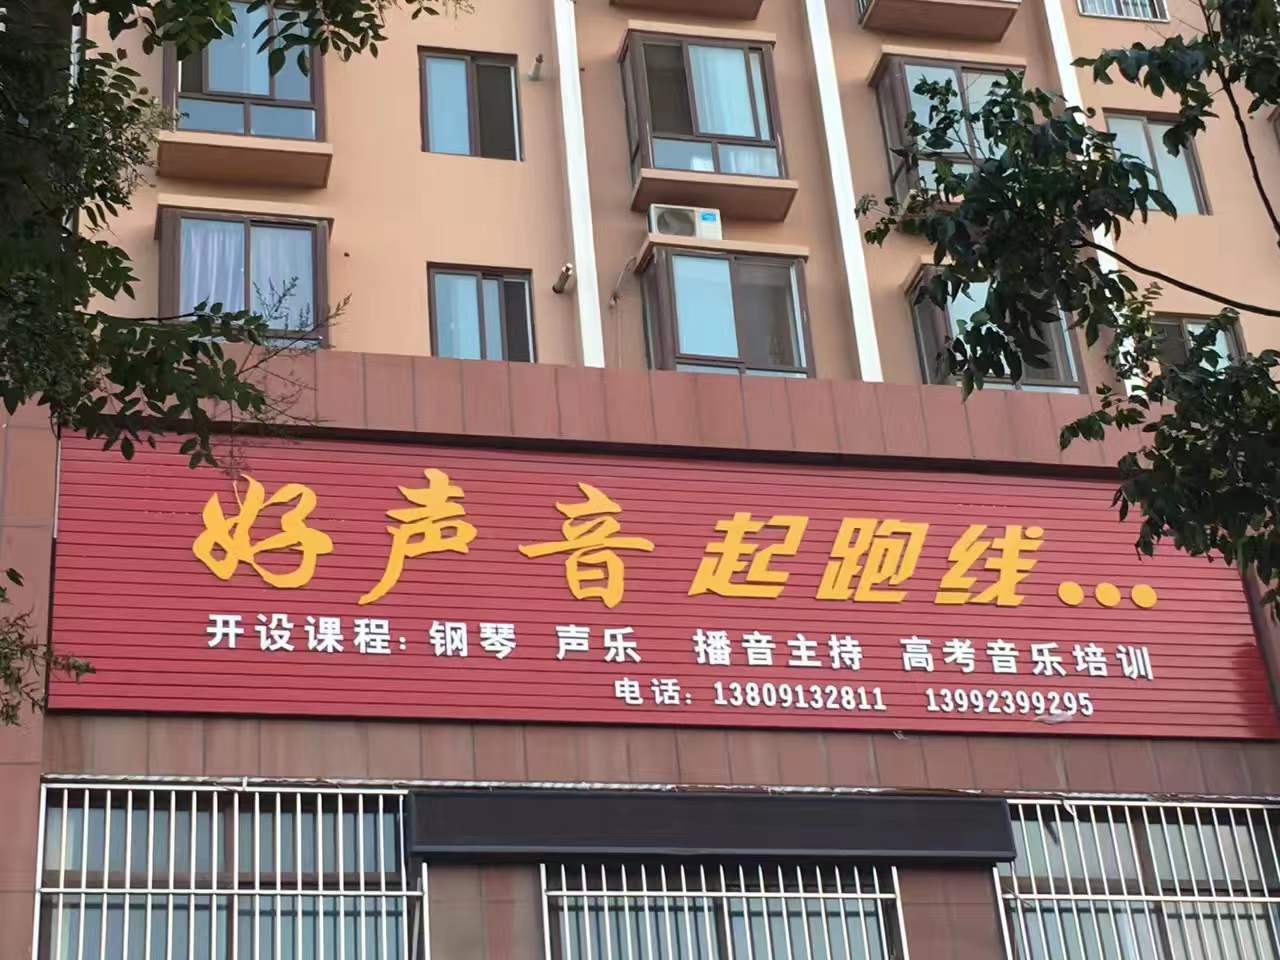 好声音起跑线...
开设课程：钢琴 声乐 播音主持 高考音乐培训
电话：13809132811 13992399295